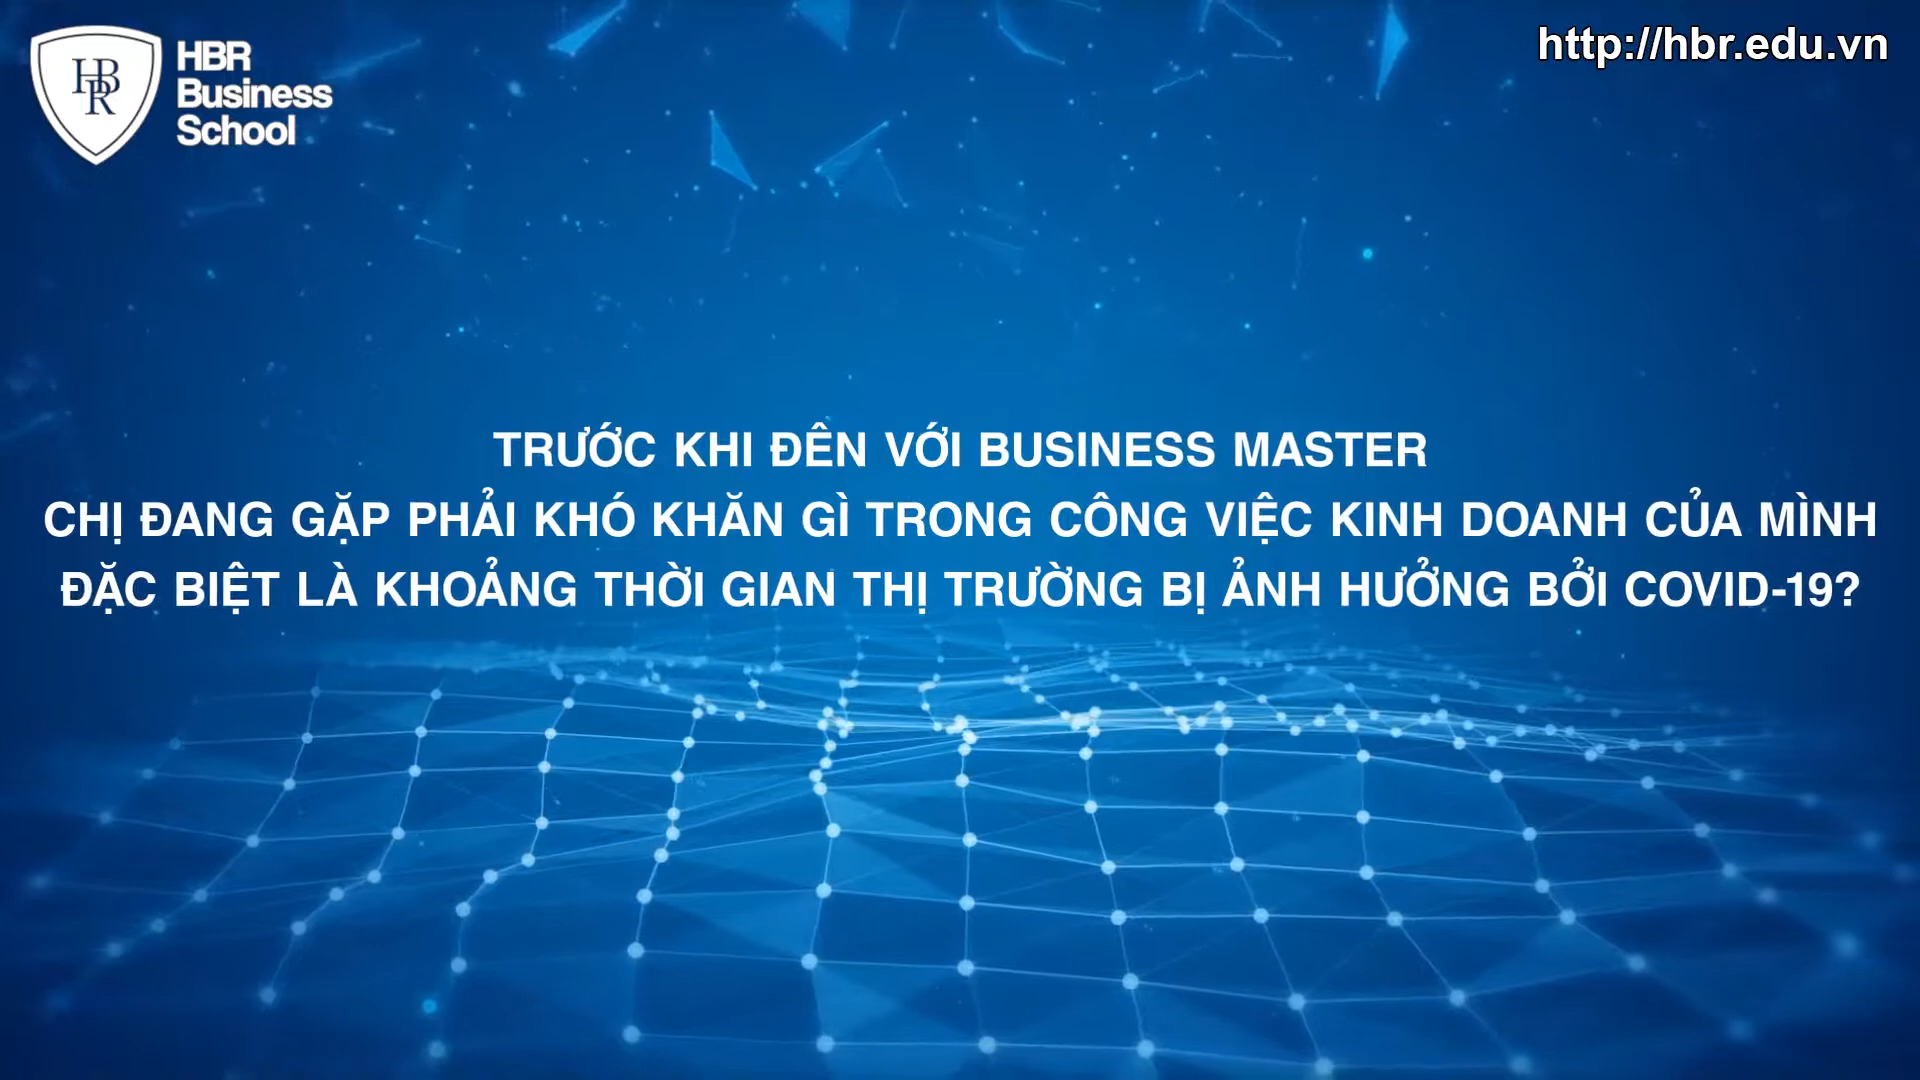 HBR
Business
School
http://hbr.edu.vn
TRƯỚC KHI ĐẾN VỚI BUSINESS MASTER
CHỊ ĐANG GẶP PHẢI KHÓ KHĂN GÌ TRONG CÔNG VIỆC KINH DOANH CỦA MÌNH
ĐẶC BIỆT LÀ KHOẢNG THỜI GIAN THỊ TRƯỜNG BỊ ẢNH HƯỞNG BỞI COVID-19?